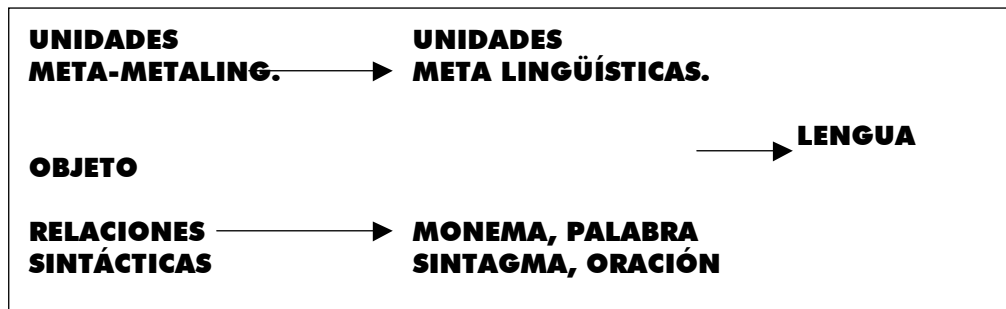 UNIDADES
META-METALING.
UNIDADES
META LINGÜÍSTICAS.
LENGUA
OBJETO
RELACIONES
SINTÁCTICAS
MONEMA, PALABRA
SINTAGMA, ORACIÓN